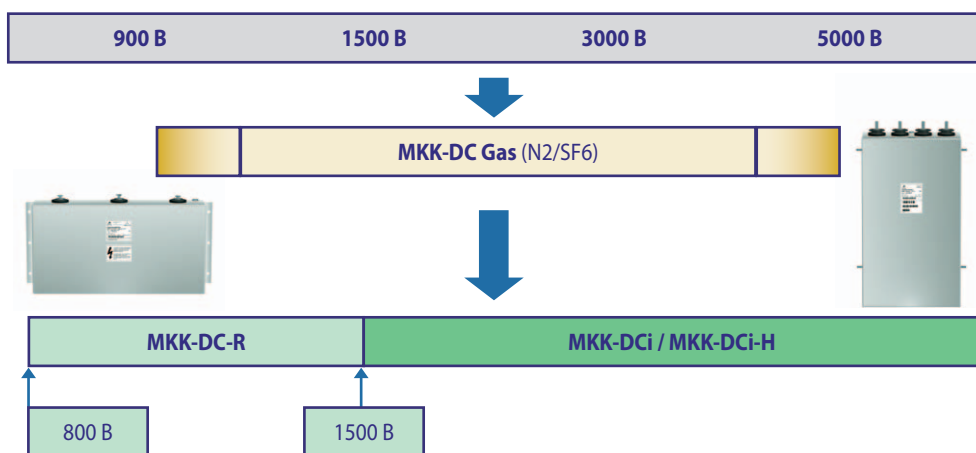 900 В
1500 В
3000 В
5000 В
MKK-DC Gas (N2/SF6)
MKK-DC-R
MKK-DCi / MKK-DCi-H
800 В
1500 В